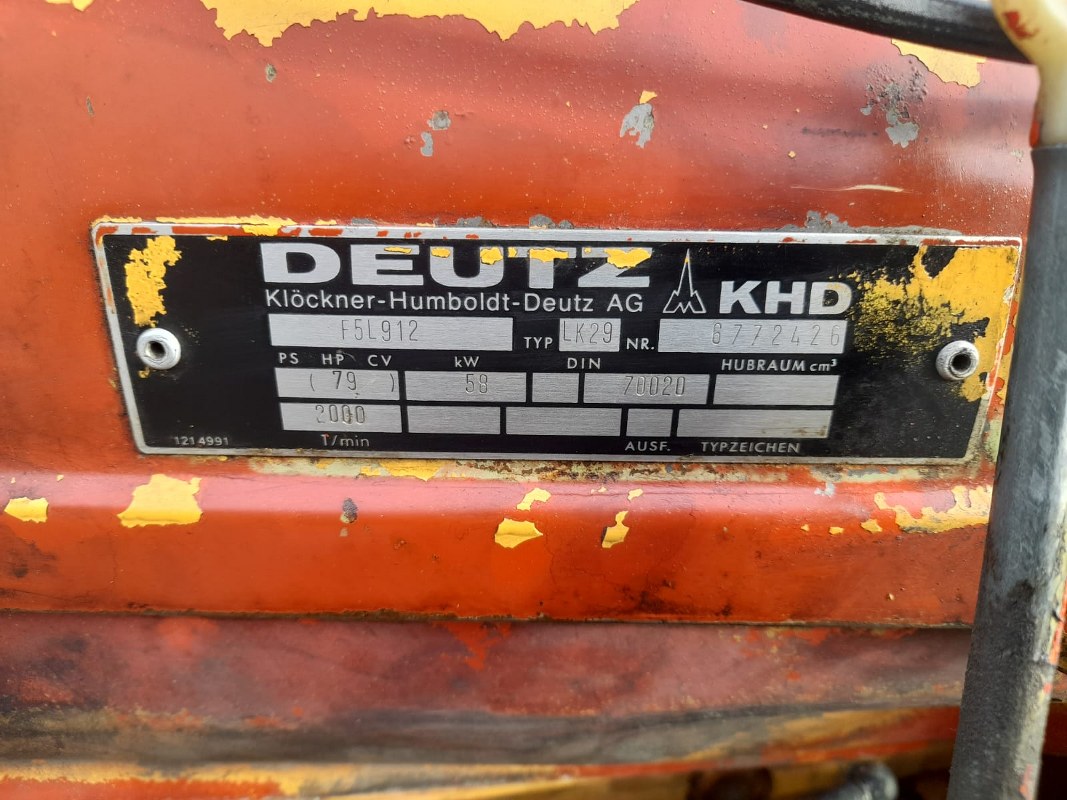 DEUTZ
Klöckner-Humboldt-Deutz AG KHD
F5L912 TYP LK29 NR. 6772426
PS HP CV kW DIN HUBRAUM cm³
( 79 ) 58 70020
2000
1214991 T/min AUSF. TYPZEICHEN